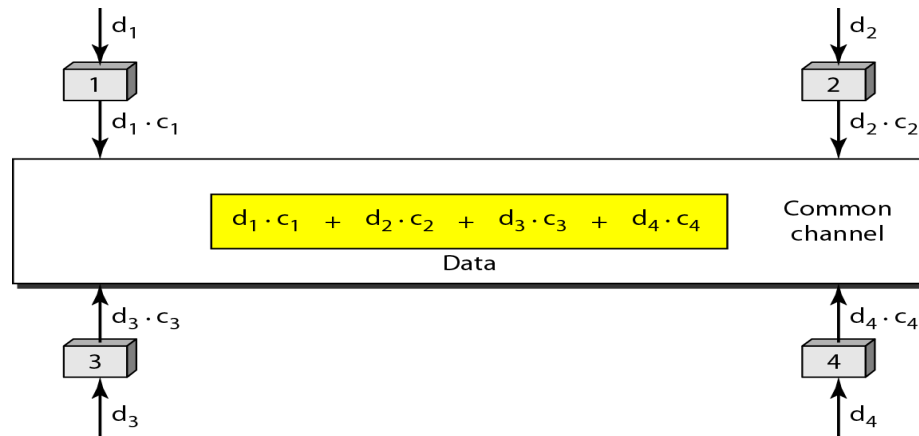 d₁ d₂
1 2
d₁ · c₁ d₂ · c₂
d₁ · c₁ + d₂ · c₂ + d₃ · c₃ + d₄ · c₄
Common
channel
Data
d₃ · c₃ d₄ · c₄
3 4
d₃ d₄